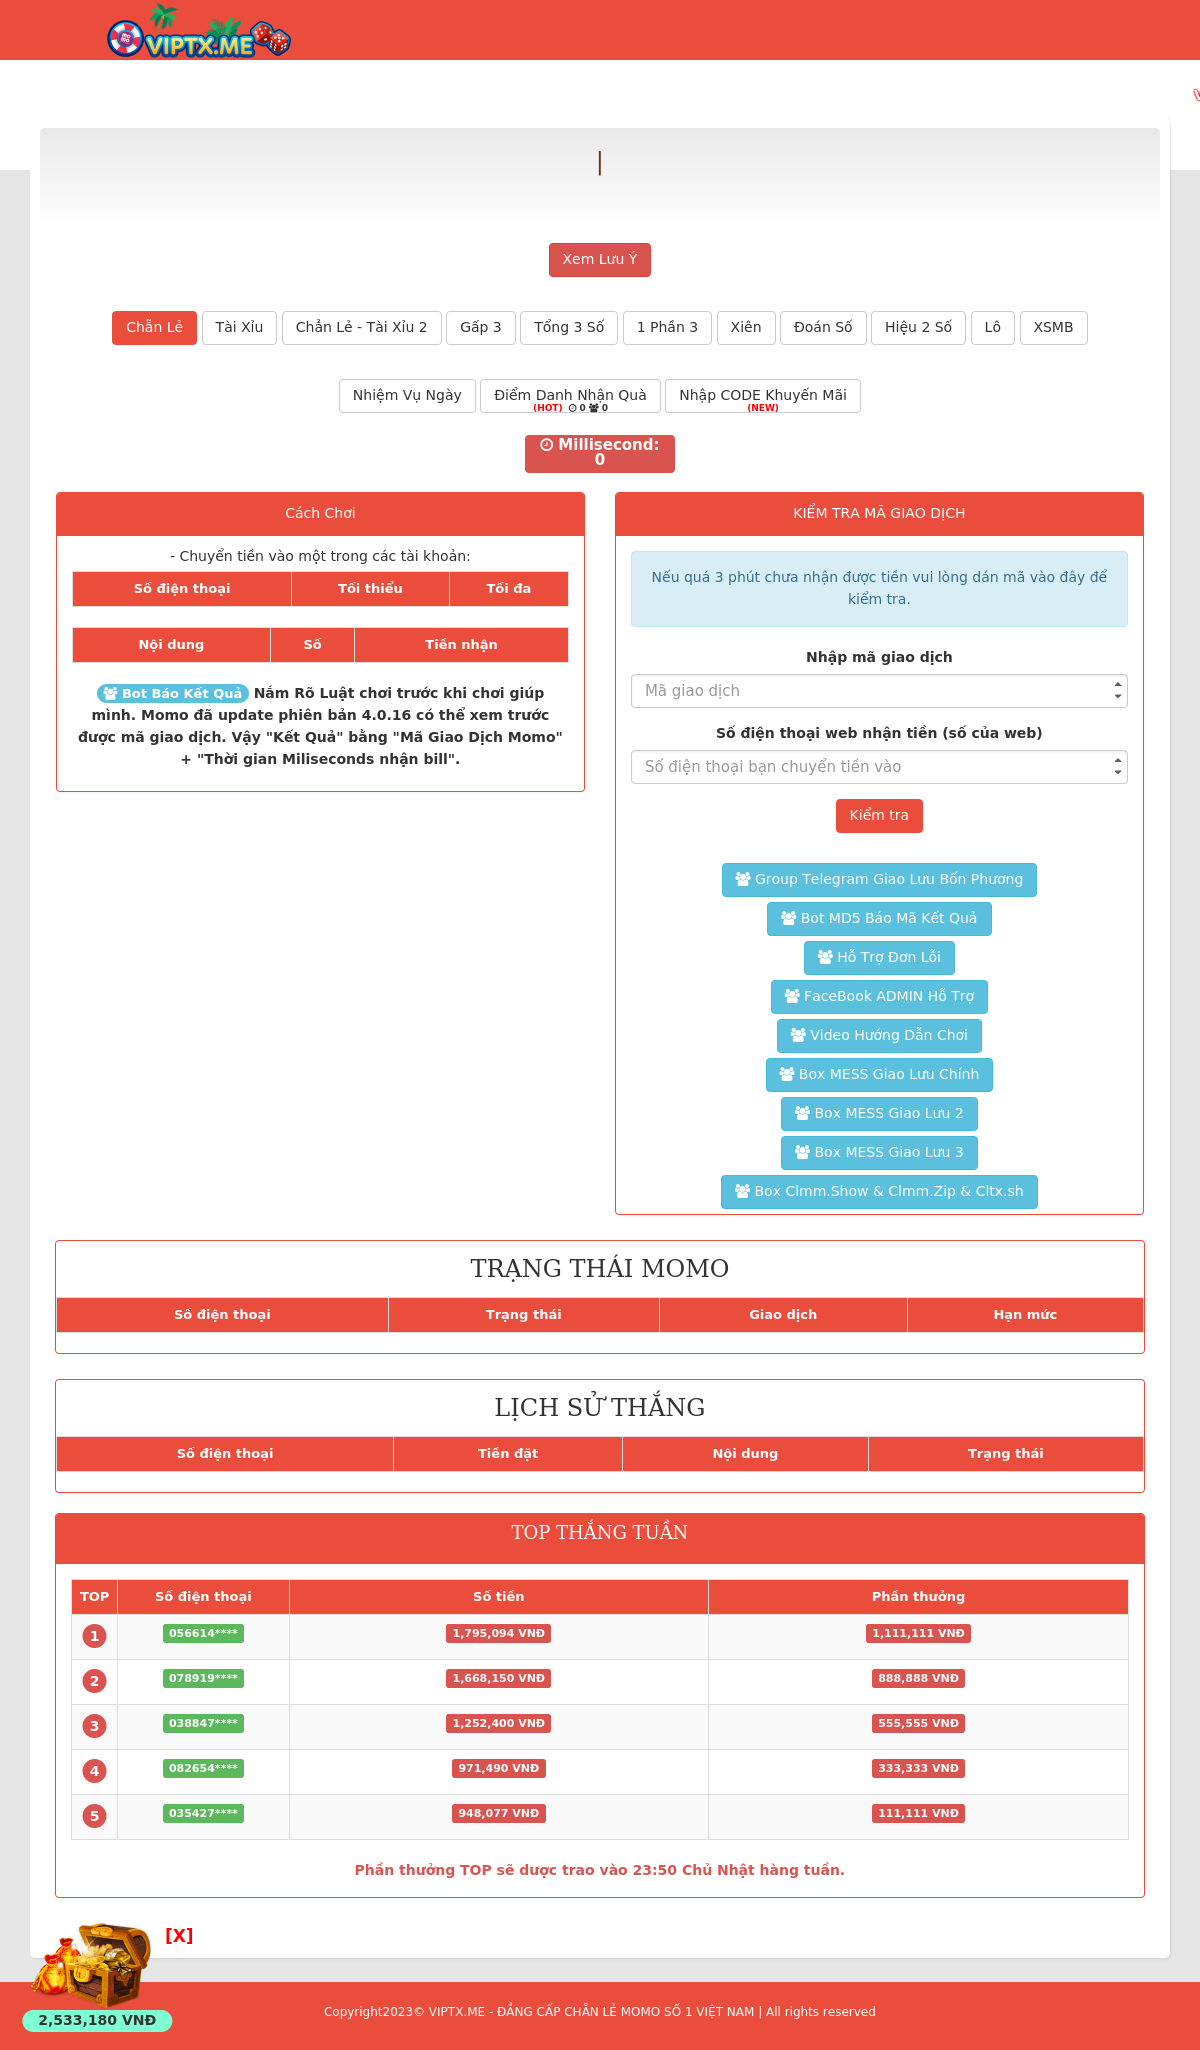 VIPTX.ME
Xem Lưu Ý
Chẵn Lẻ
Tài Xỉu
Chẳn Lẻ - Tài Xỉu 2
Gấp 3
Tổng 3 Số
1 Phần 3
Xiên
Đoán Số
Hiệu 2 Số
Lô
XSMB
Nhiệm Vụ Ngày
Điểm Danh Nhận Quà
(HOT) 0 0
Nhập CODE Khuyến Mãi
(NEW)
Millisecond:
0
Cách Chơi
- Chuyển tiền vào một trong các tài khoản:
Số điện thoại Tối thiểu Tối đa
Nội dung Số Tiền nhận
Bot Báo Kết Quả Nắm Rõ Luật chơi trước khi chơi giúp
mình. Momo đã update phiên bản 4.0.16 có thể xem trước
được mã giao dịch. Vậy "Kết Quả" bằng "Mã Giao Dịch Momo"
+ "Thời gian Miliseconds nhận bill".
KIỂM TRA MÃ GIAO DỊCH
Nếu quá 3 phút chưa nhận được tiền vui lòng dán mã vào đây để
kiểm tra.
Nhập mã giao dịch
Mã giao dịch
Số điện thoại web nhận tiền (số của web)
Số điện thoại bạn chuyển tiền vào
Kiểm tra
Group Telegram Giao Lưu Bốn Phương
Bot MD5 Báo Mã Kết Quả
Hỗ Trợ Đơn Lỗi
FaceBook ADMIN Hỗ Trợ
Video Hướng Dẫn Chơi
Box MESS Giao Lưu Chính
Box MESS Giao Lưu 2
Box MESS Giao Lưu 3
Box Clmm.Show & Clmm.Zip & Cltx.sh
TRẠNG THÁI MOMO
Số điện thoại Trạng thái Giao dịch Hạn mức
LỊCH SỬ THẮNG
Số điện thoại Tiền đặt Nội dung Trạng thái
TOP THẮNG TUẦN
TOP Số điện thoại Số tiền Phần thưởng
1 056614**** 1,795,094 VNĐ 1,111,111 VNĐ
2 078919**** 1,668,150 VNĐ 888,888 VNĐ
3 038847**** 1,252,400 VNĐ 555,555 VNĐ
4 082654**** 971,490 VNĐ 333,333 VNĐ
5 035427**** 948,077 VNĐ 111,111 VNĐ
Phần thưởng TOP sẽ dược trao vào 23:50 Chủ Nhật hàng tuần.
[X]
2,533,180 VNĐ
Copyright2023© VIPTX.ME - ĐẲNG CẤP CHẴN LẺ MOMO SỐ 1 VIỆT NAM | All rights reserved